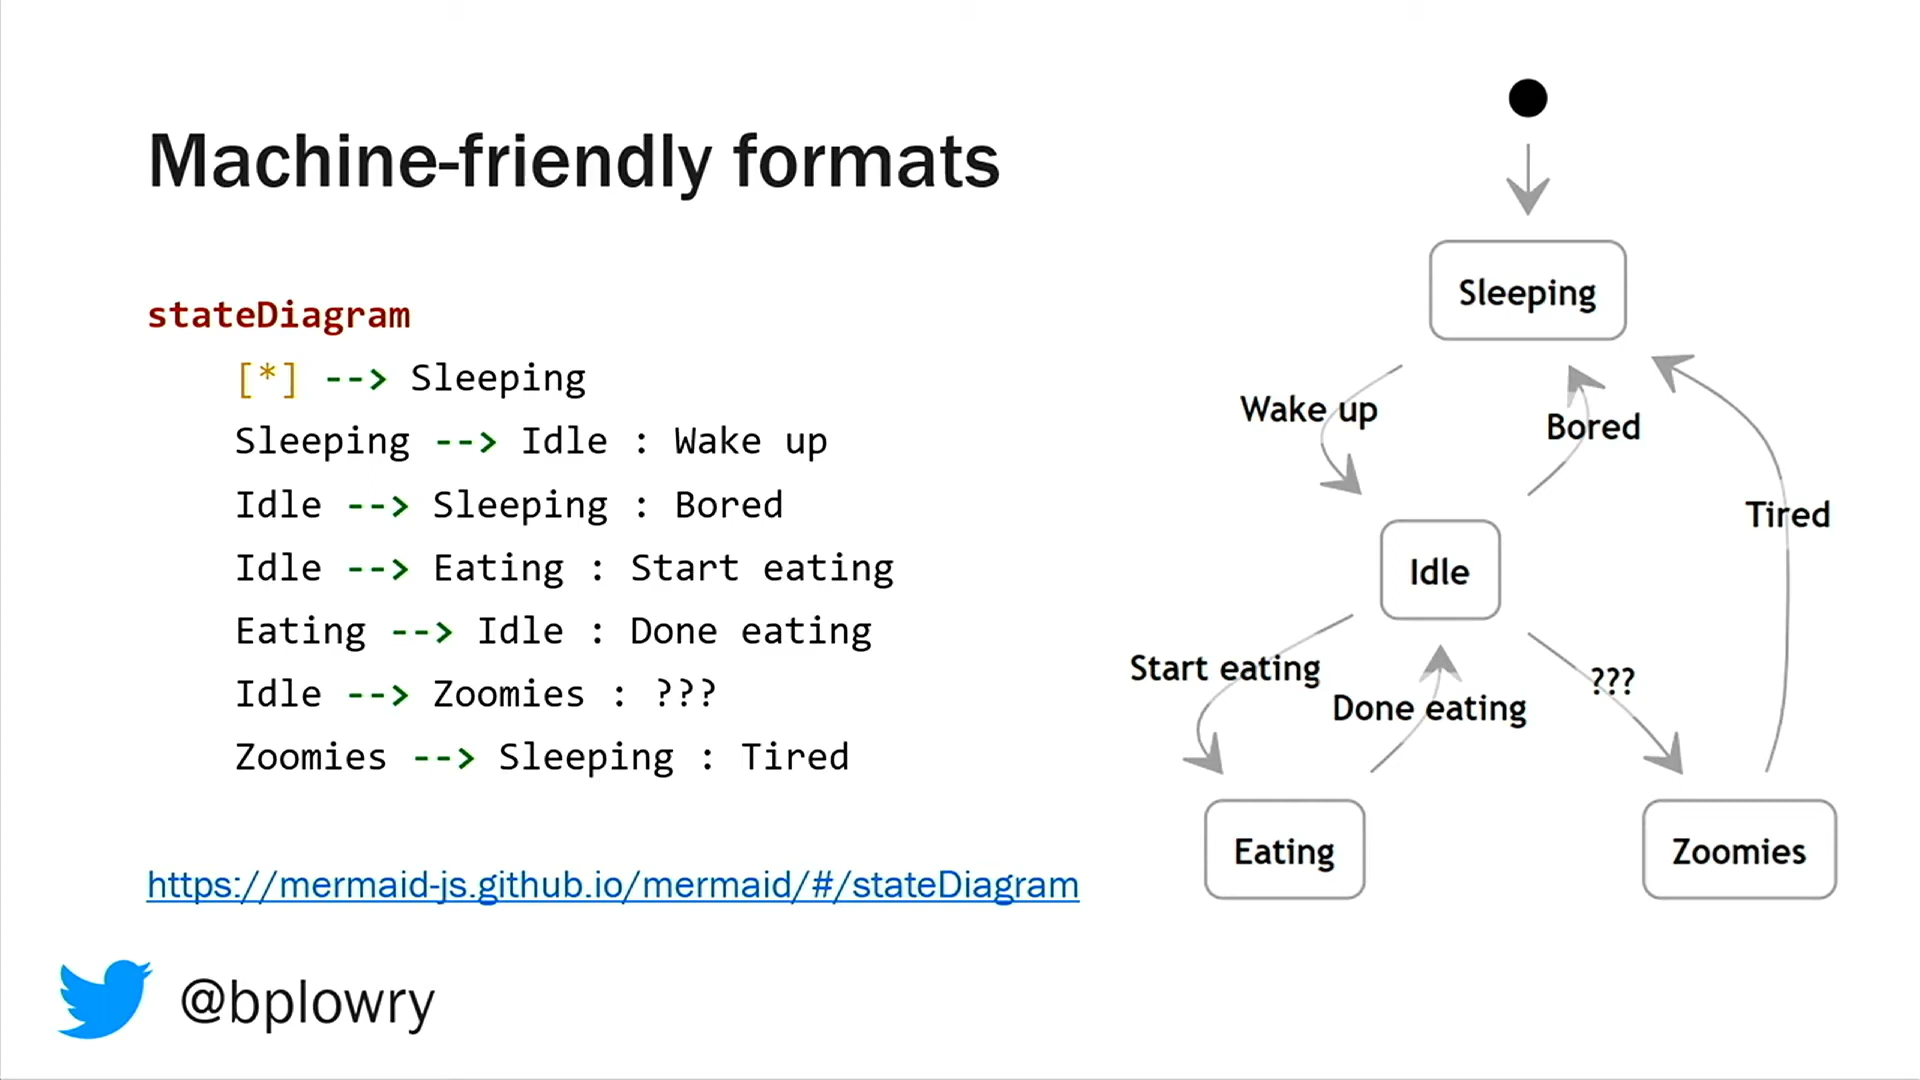 Machine-friendly formats
stateDiagram
[*] --> Sleeping
Sleeping --> Idle : Wake up
Idle --> Sleeping : Bored
Idle --> Eating : Start eating
Eating --> Idle : Done eating
Idle --> Zoomies : ???
Zoomies --> Sleeping : Tired
https://mermaid-js.github.io/mermaid/#/stateDiagram
@bplowry
Sleeping
Wake up
Bored
Tired
Idle
Start eating
Done eating
???
Eating
Zoomies